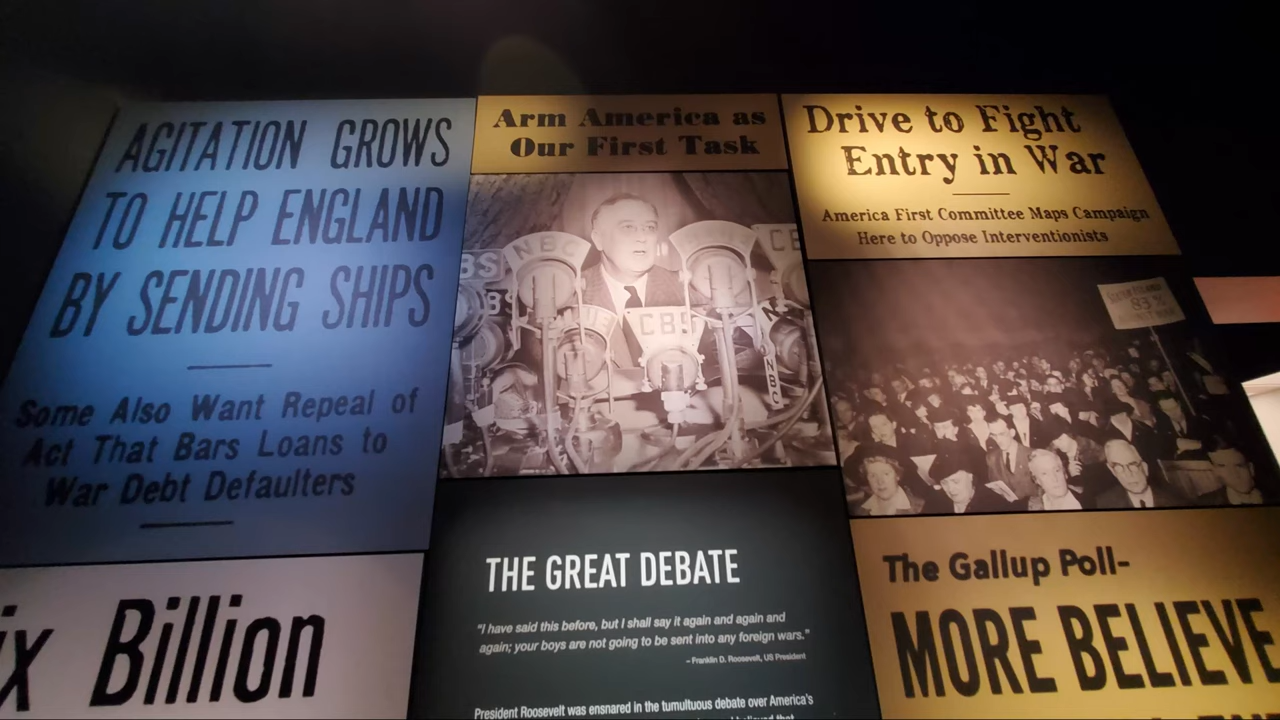 AGITATION GROWS
TO HELP ENGLAND
BY SENDING SHIPS
Some Also Want Repeal of
Act That Bars Loans to
War Debt Defaulters
ix Billion
Arm America as
Our First Task
NBC
CBS
NBC
THE GREAT DEBATE
"I have said this before, but I shall say it again and again and
again; your boys are not going to be sent into any foreign wars."
– Franklin D. Roosevelt, US President
President Roosevelt was ensnared in the tumultuous debate over America's
believed that
Drive to Fight
Entry in War
America First Committee Maps Campaign
Here to Oppose Interventionists
83%
The Gallup Poll-
MORE BELIEVE